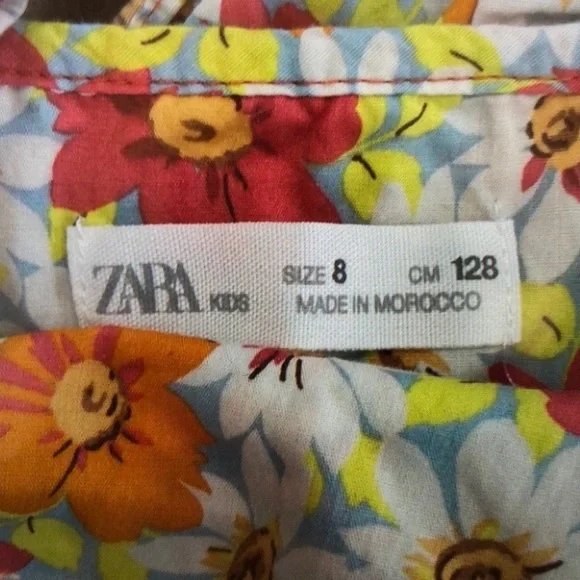 ZARA KIDS SIZE 8 CM 128
MADE IN MOROCCO